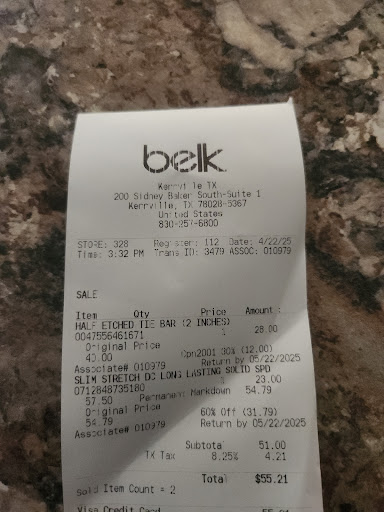 belk
Kerrville TX
200 Sidney Baker South-Suite 1
Kerrville, TX 78028-5367
United States
830-257-6800
STORE: 328 Register: 112 Date: 4/22/25
Time: 3:32 PM Trans ID: 3479 ASSOC: 010979
SALE
Item Qty Price Amount
HALF ETCHED TIE BAR (2 INCHES)
0047556461671 1 28.00
Original Price
40.00 Cpn2001 30% (12.00)
Associate# 010979 Return by 05/22/2025
SLIM STRETCH DC LONG LASTING SOLID SPD
0712848735180 1 23.00
57.50 Permanent Markdown 54.79
Original Price
54.79 60% Off (31.79)
Associate# 010979 Return by 05/22/2025
Subtotal 51.00
TX Tax 8.25% 4.21
Total $55.21
Sold Item Count = 2
Visa Credit Card 55.21